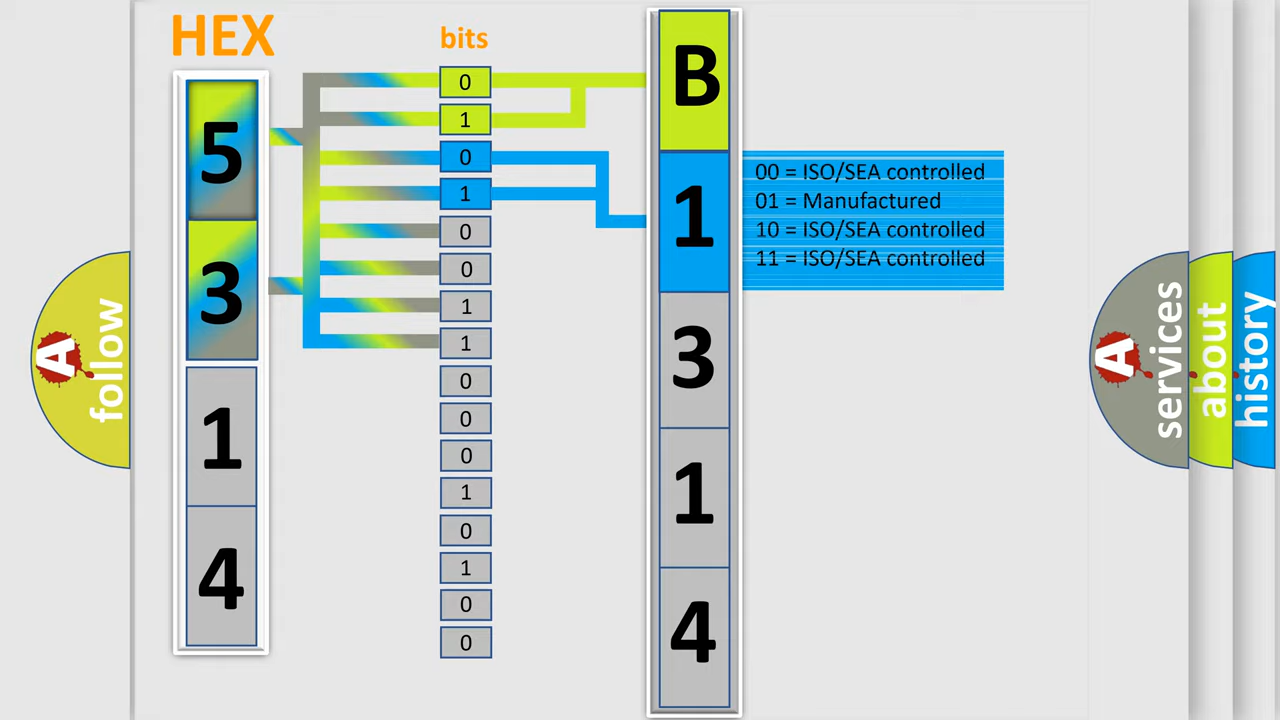 HEX
bits
5
3
1
4
0
1
0
1
0
0
1
1
0
0
0
1
0
1
0
0
B
1
3
1
4
00 = ISO/SEA controlled
01 = Manufactured
10 = ISO/SEA controlled
11 = ISO/SEA controlled
A
follow
A
services
about
history